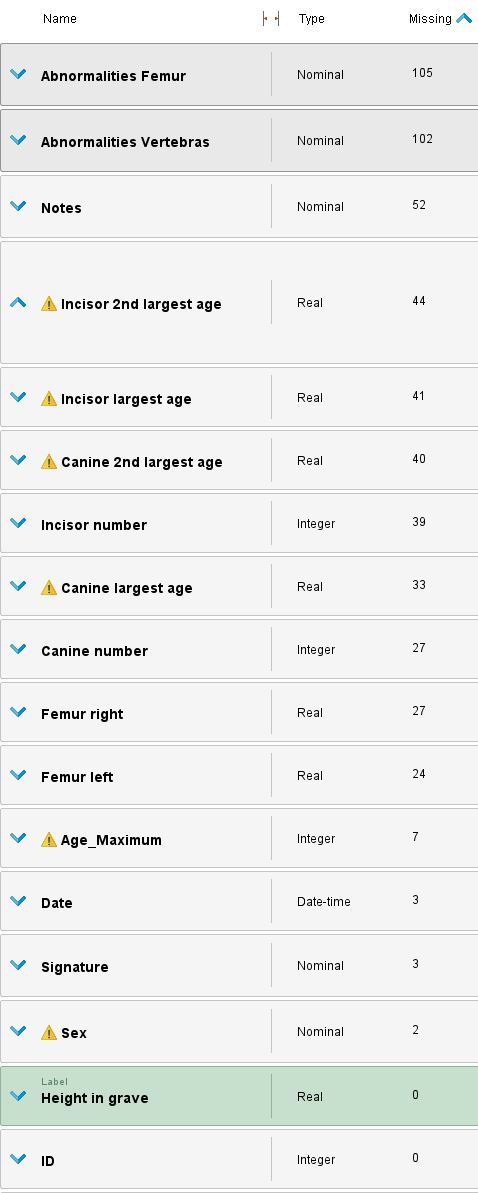 Name Type Missing
Abnormalities Femur Nominal 105
Abnormalities Vertebras Nominal 102
Notes Nominal 52
Incisor 2nd largest age Real 44
Incisor largest age Real 41
Canine 2nd largest age Real 40
Incisor number Integer 39
Canine largest age Real 33
Canine number Integer 27
Femur right Real 27
Femur left Real 24
Age_Maximum Integer 7
Date Date-time 3
Signature Nominal 3
Sex Nominal 2
Label
Height in grave Real 0
ID Integer 0